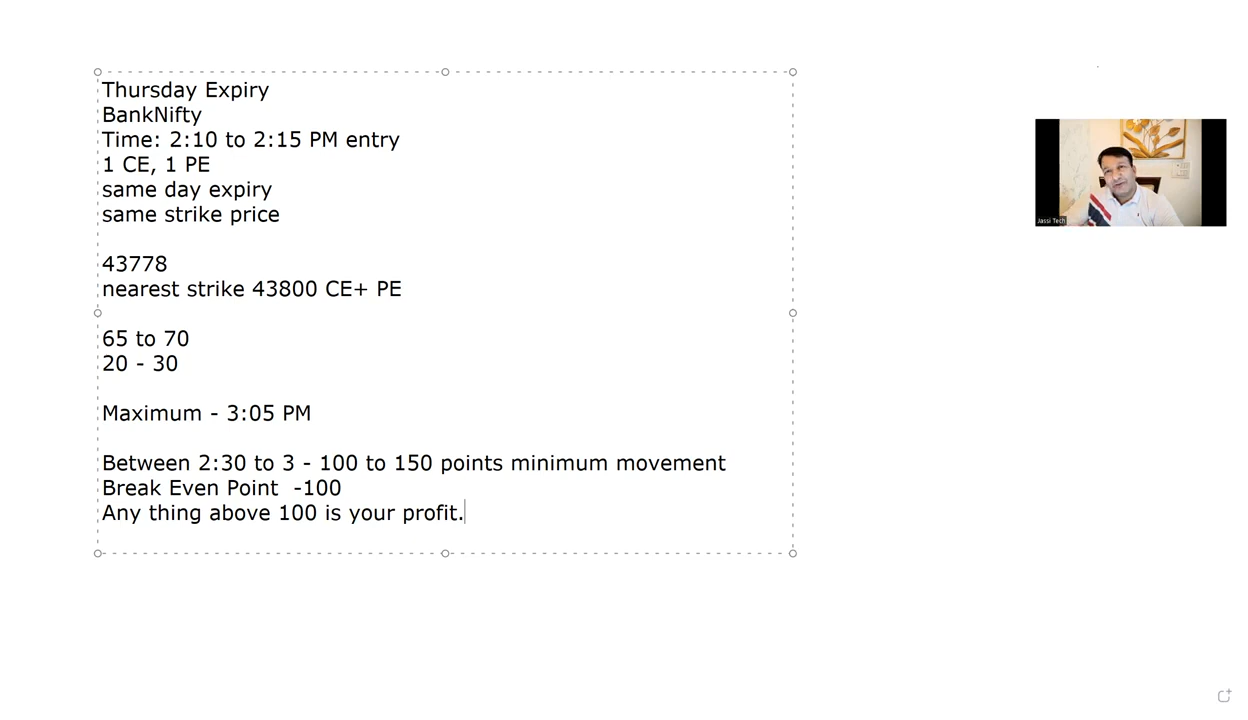 Thursday Expiry
BankNifty
Time: 2:10 to 2:15 PM entry
1 CE, 1 PE
same day expiry
same strike price
43778
nearest strike 43800 CE+ PE
65 to 70
20 - 30
Maximum - 3:05 PM
Between 2:30 to 3 - 100 to 150 points minimum movement
Break Even Point  -100
Any thing above 100 is your profit.
Jassi Tech